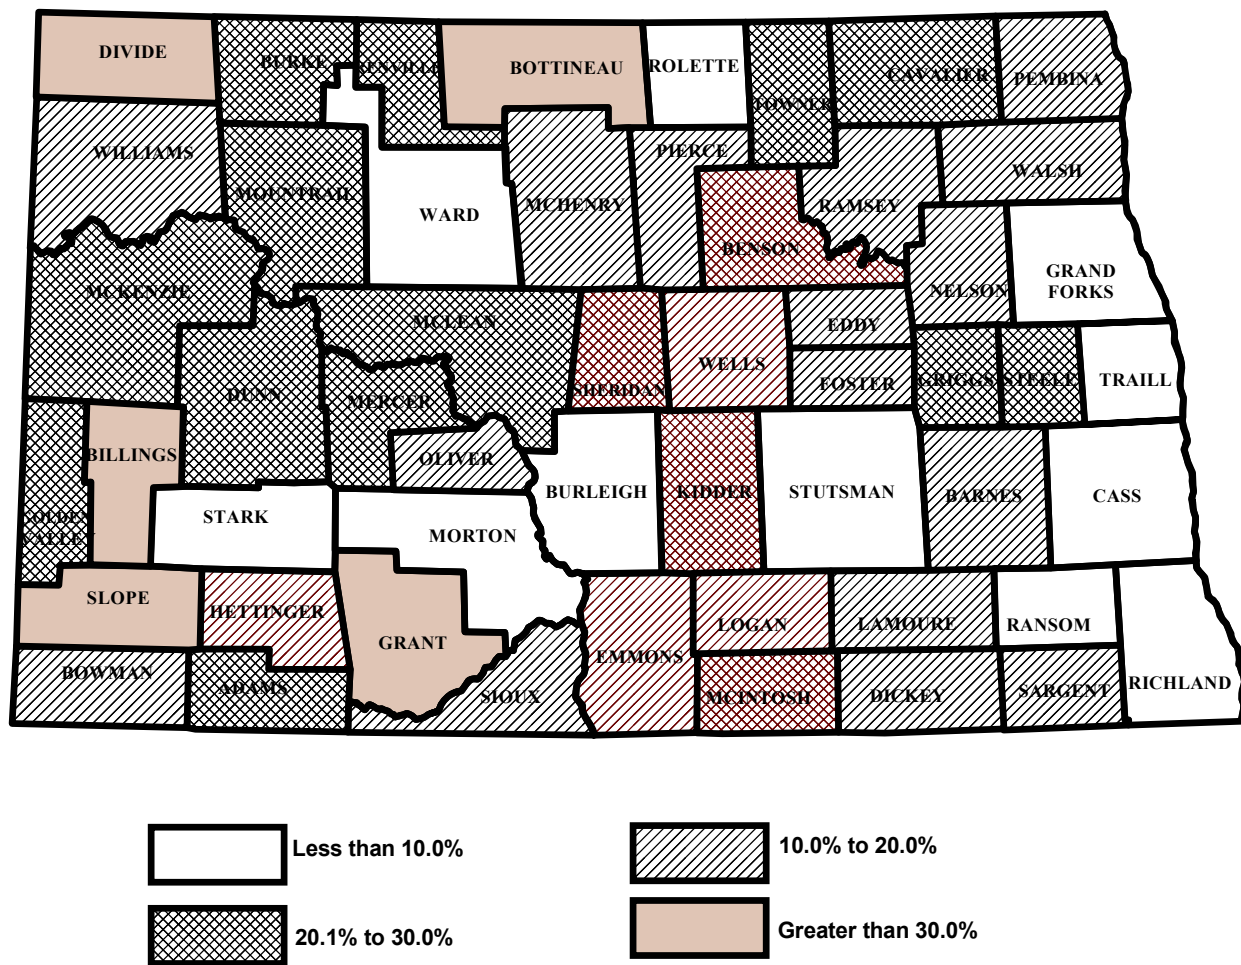 DIVIDE
BURKE
RENVILLE
BOTTINEAU
ROLETTE
TOWNER
CAVALIER
PEMBINA
WILLIAMS
MOUNTRAIL
WARD
MCHENRY
PIERCE
BENSON
RAMSEY
WALSH
MCKENZIE
NELSON
GRAND
FORKS
DUNN
MCLEAN
MERCER
SHERIDAN
WELLS
EDDY
FOSTER
GRIGGS
STEELE
TRAILL
BILLINGS
OLIVER
GOLDEN
VALLEY
STARK
MORTON
BURLEIGH
KIDDER
STUTSMAN
BARNES
CASS
SLOPE
HETTINGER
GRANT
EMMONS
LOGAN
LAMOURE
RANSOM
BOWMAN
ADAMS
SIOUX
MCINTOSH
DICKEY
SARGENT
RICHLAND
Less than 10.0%
10.0% to 20.0%
20.1% to 30.0%
Greater than 30.0%